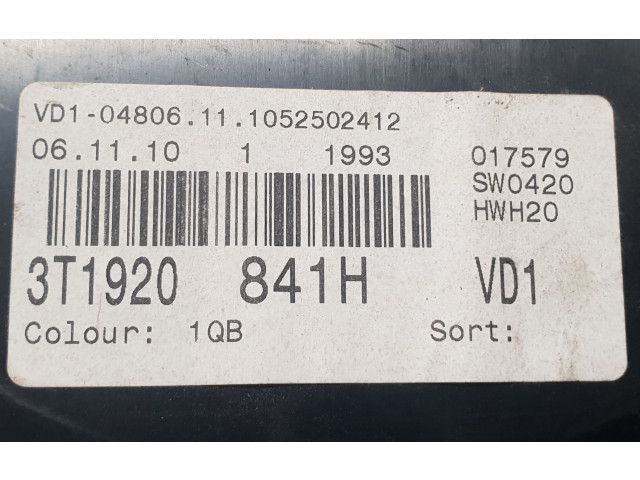 VD1-04806.11.1052502412
06.11.10 1 1993 017579
SW0420
HWH20
3T1920 841H VD1
Colour: 1QB Sort: